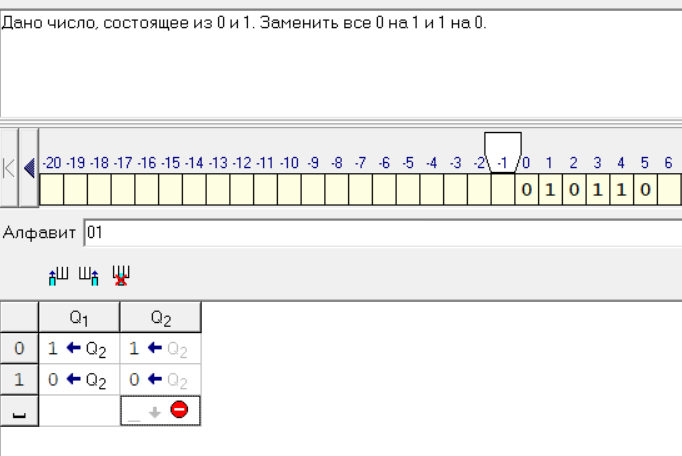 Дано число, состоящее из 0 и 1. Заменить все 0 на 1 и 1 на 0.
-20 -19 -18 -17 -16 -15 -14 -13 -12 -11 -10 -9 -8 -7 -6 -5 -4 -3 -2 -1 0 1 2 3 4 5 6
0 1 0 1 1 0
Алфавит 01
Q1 Q2
0 1 ← Q2 1 ← Q2
1 0 ← Q2 0 ← Q2
_ _ ↓